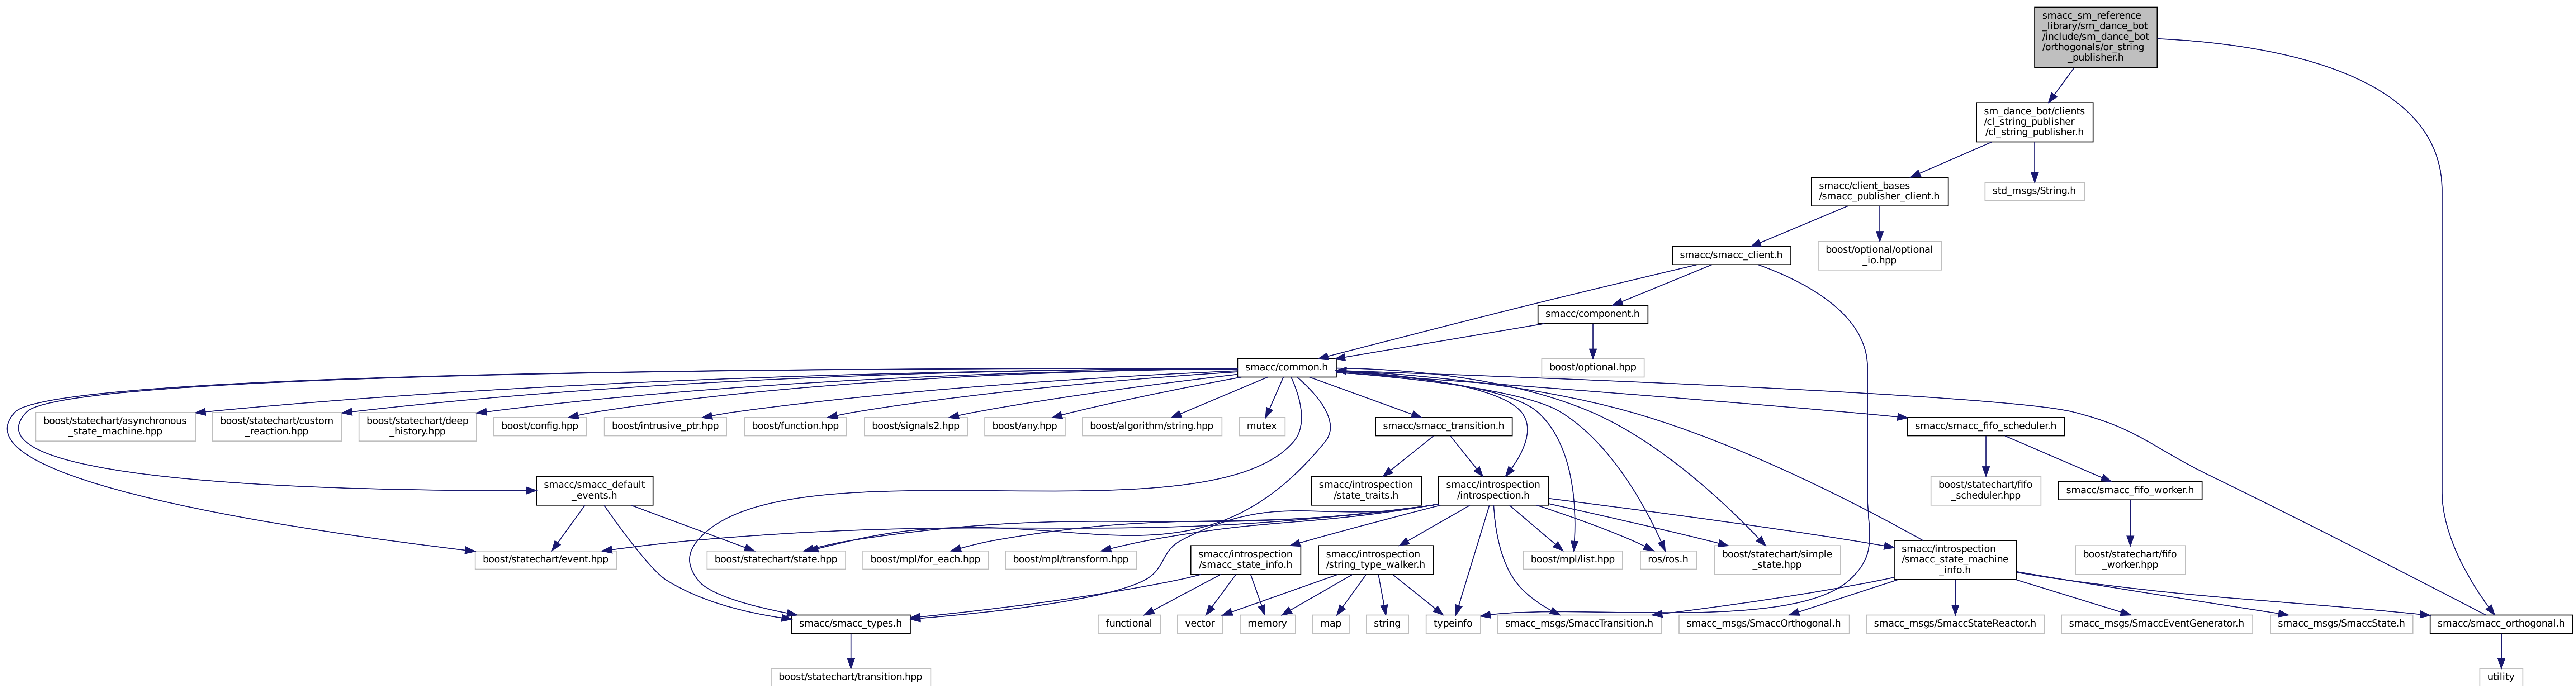 smacc_sm_reference
_library/sm_dance_bot
/include/sm_dance_bot
/orthogonals/or_string
_publisher.h
sm_dance_bot/clients
/cl_string_publisher
/cl_string_publisher.h
smacc/client_bases
/smacc_publisher_client.h
std_msgs/String.h
smacc/smacc_client.h
boost/optional/optional
_io.hpp
smacc/component.h
smacc/common.h
boost/optional.hpp
boost/statechart/asynchronous
_state_machine.hpp
boost/statechart/custom
_reaction.hpp
boost/statechart/deep
_history.hpp
boost/config.hpp
boost/intrusive_ptr.hpp
boost/function.hpp
boost/signals2.hpp
boost/any.hpp
boost/algorithm/string.hpp
mutex
smacc/smacc_transition.h
smacc/smacc_fifo_scheduler.h
smacc/smacc_default
_events.h
smacc/introspection
/state_traits.h
smacc/introspection
/introspection.h
boost/statechart/fifo
_scheduler.hpp
smacc/smacc_fifo_worker.h
boost/statechart/event.hpp
boost/statechart/state.hpp
boost/mpl/for_each.hpp
boost/mpl/transform.hpp
smacc/introspection
/smacc_state_info.h
smacc/introspection
/string_type_walker.h
boost/mpl/list.hpp
ros/ros.h
boost/statechart/simple
_state.hpp
smacc/introspection
/smacc_state_machine
_info.h
boost/statechart/fifo
_worker.hpp
smacc/smacc_types.h
functional
vector
memory
map
string
typeinfo
smacc_msgs/SmaccTransition.h
smacc_msgs/SmaccOrthogonal.h
smacc_msgs/SmaccStateReactor.h
smacc_msgs/SmaccEventGenerator.h
smacc_msgs/SmaccState.h
smacc/smacc_orthogonal.h
boost/statechart/transition.hpp
utility